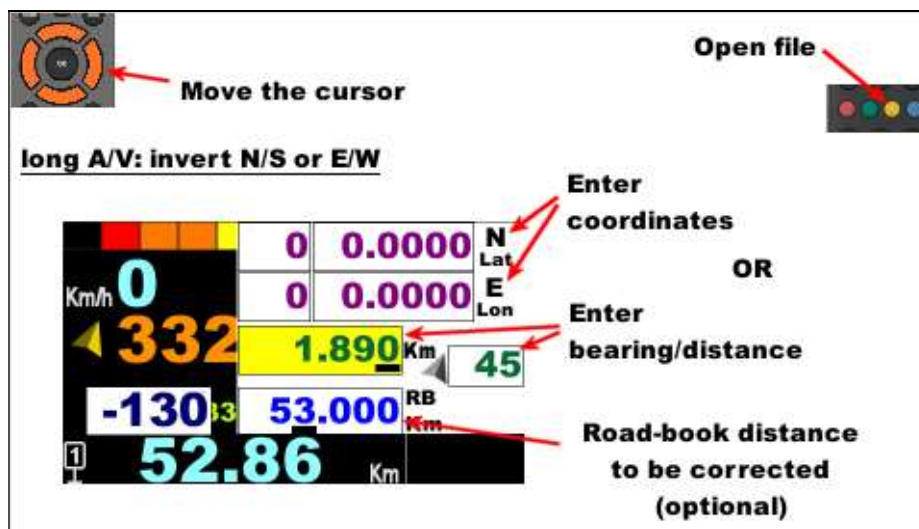 Open file
Move the cursor
long A/V: invert N/S or E/W
Enter
coordinates
0 0.0000 N
Lat
OR
Km/h 0
0 0.0000 E
Lon
332
Enter
bearing/distance
1.890 Km
45
-130
53.000 RB
Km
Road-book distance
to be corrected
(optional)
1 52.86 Km